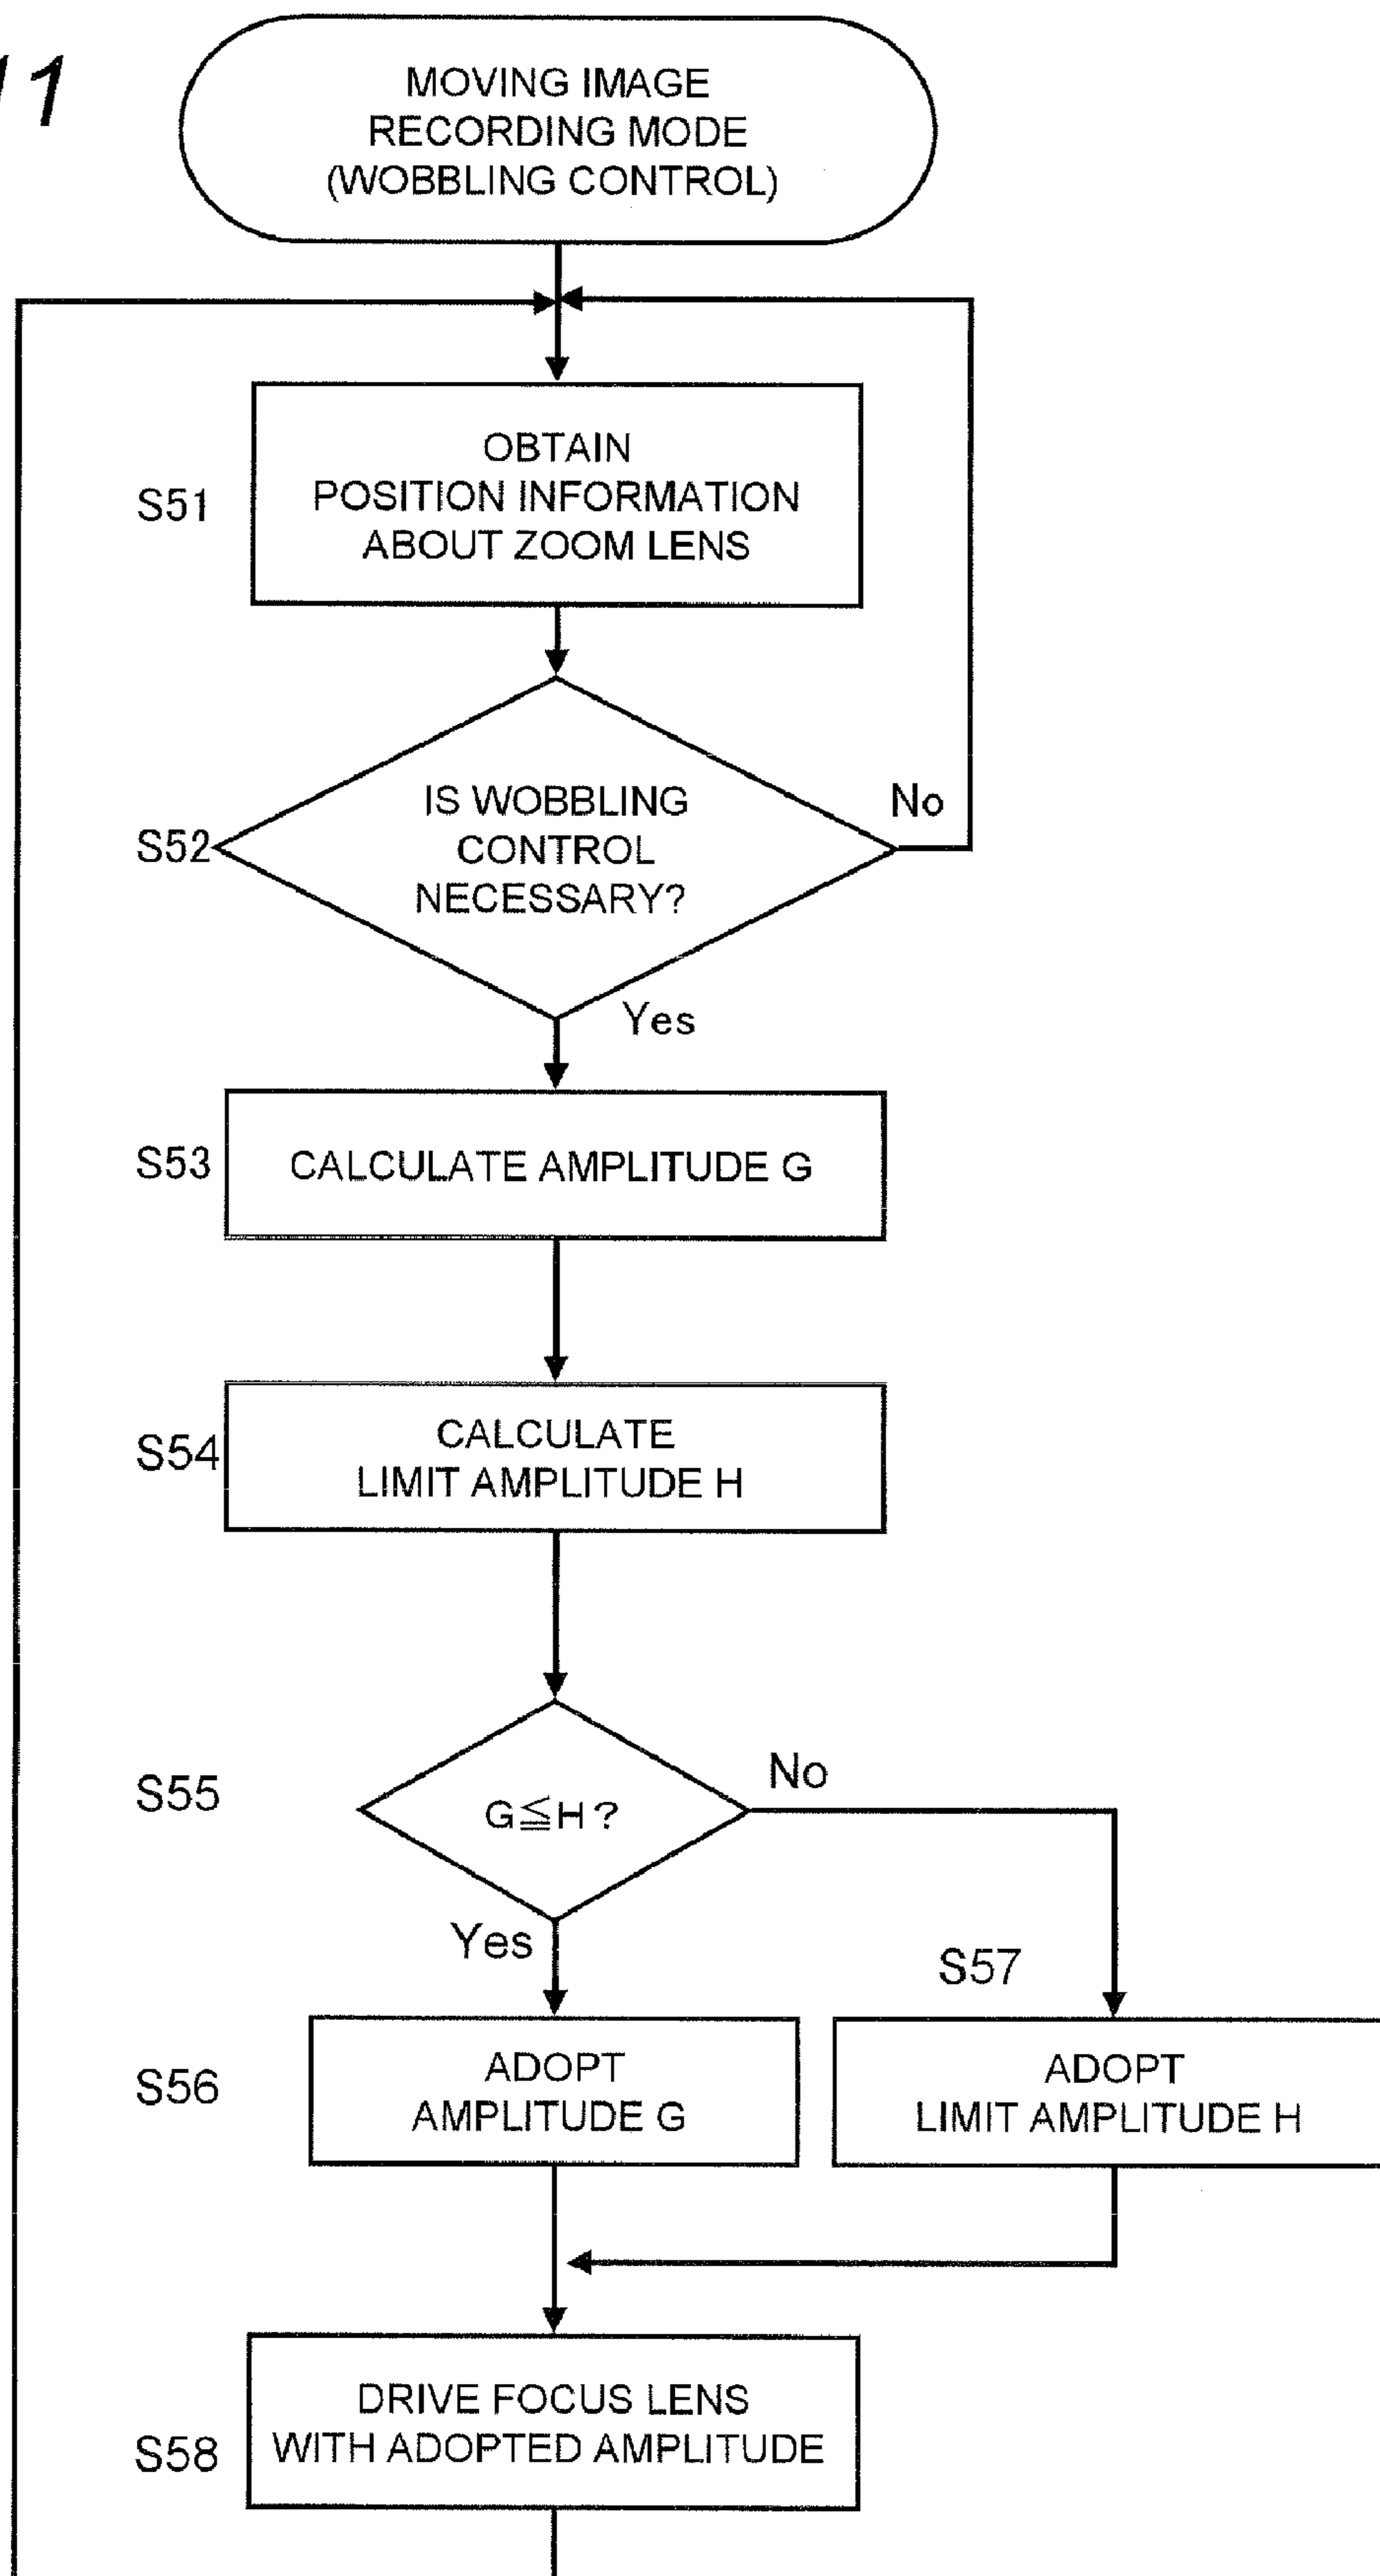 11
MOVING IMAGE
RECORDING MODE
(WOBBLING CONTROL)
S51
OBTAIN
POSITION INFORMATION
ABOUT ZOOM LENS
S52
IS WOBBLING
CONTROL
NECESSARY?
No
Yes
S53
CALCULATE AMPLITUDE G
S54
CALCULATE
LIMIT AMPLITUDE H
S55
G≦H?
No
Yes
S57
S56
ADOPT
AMPLITUDE G
ADOPT
LIMIT AMPLITUDE H
S58
DRIVE FOCUS LENS
WITH ADOPTED AMPLITUDE